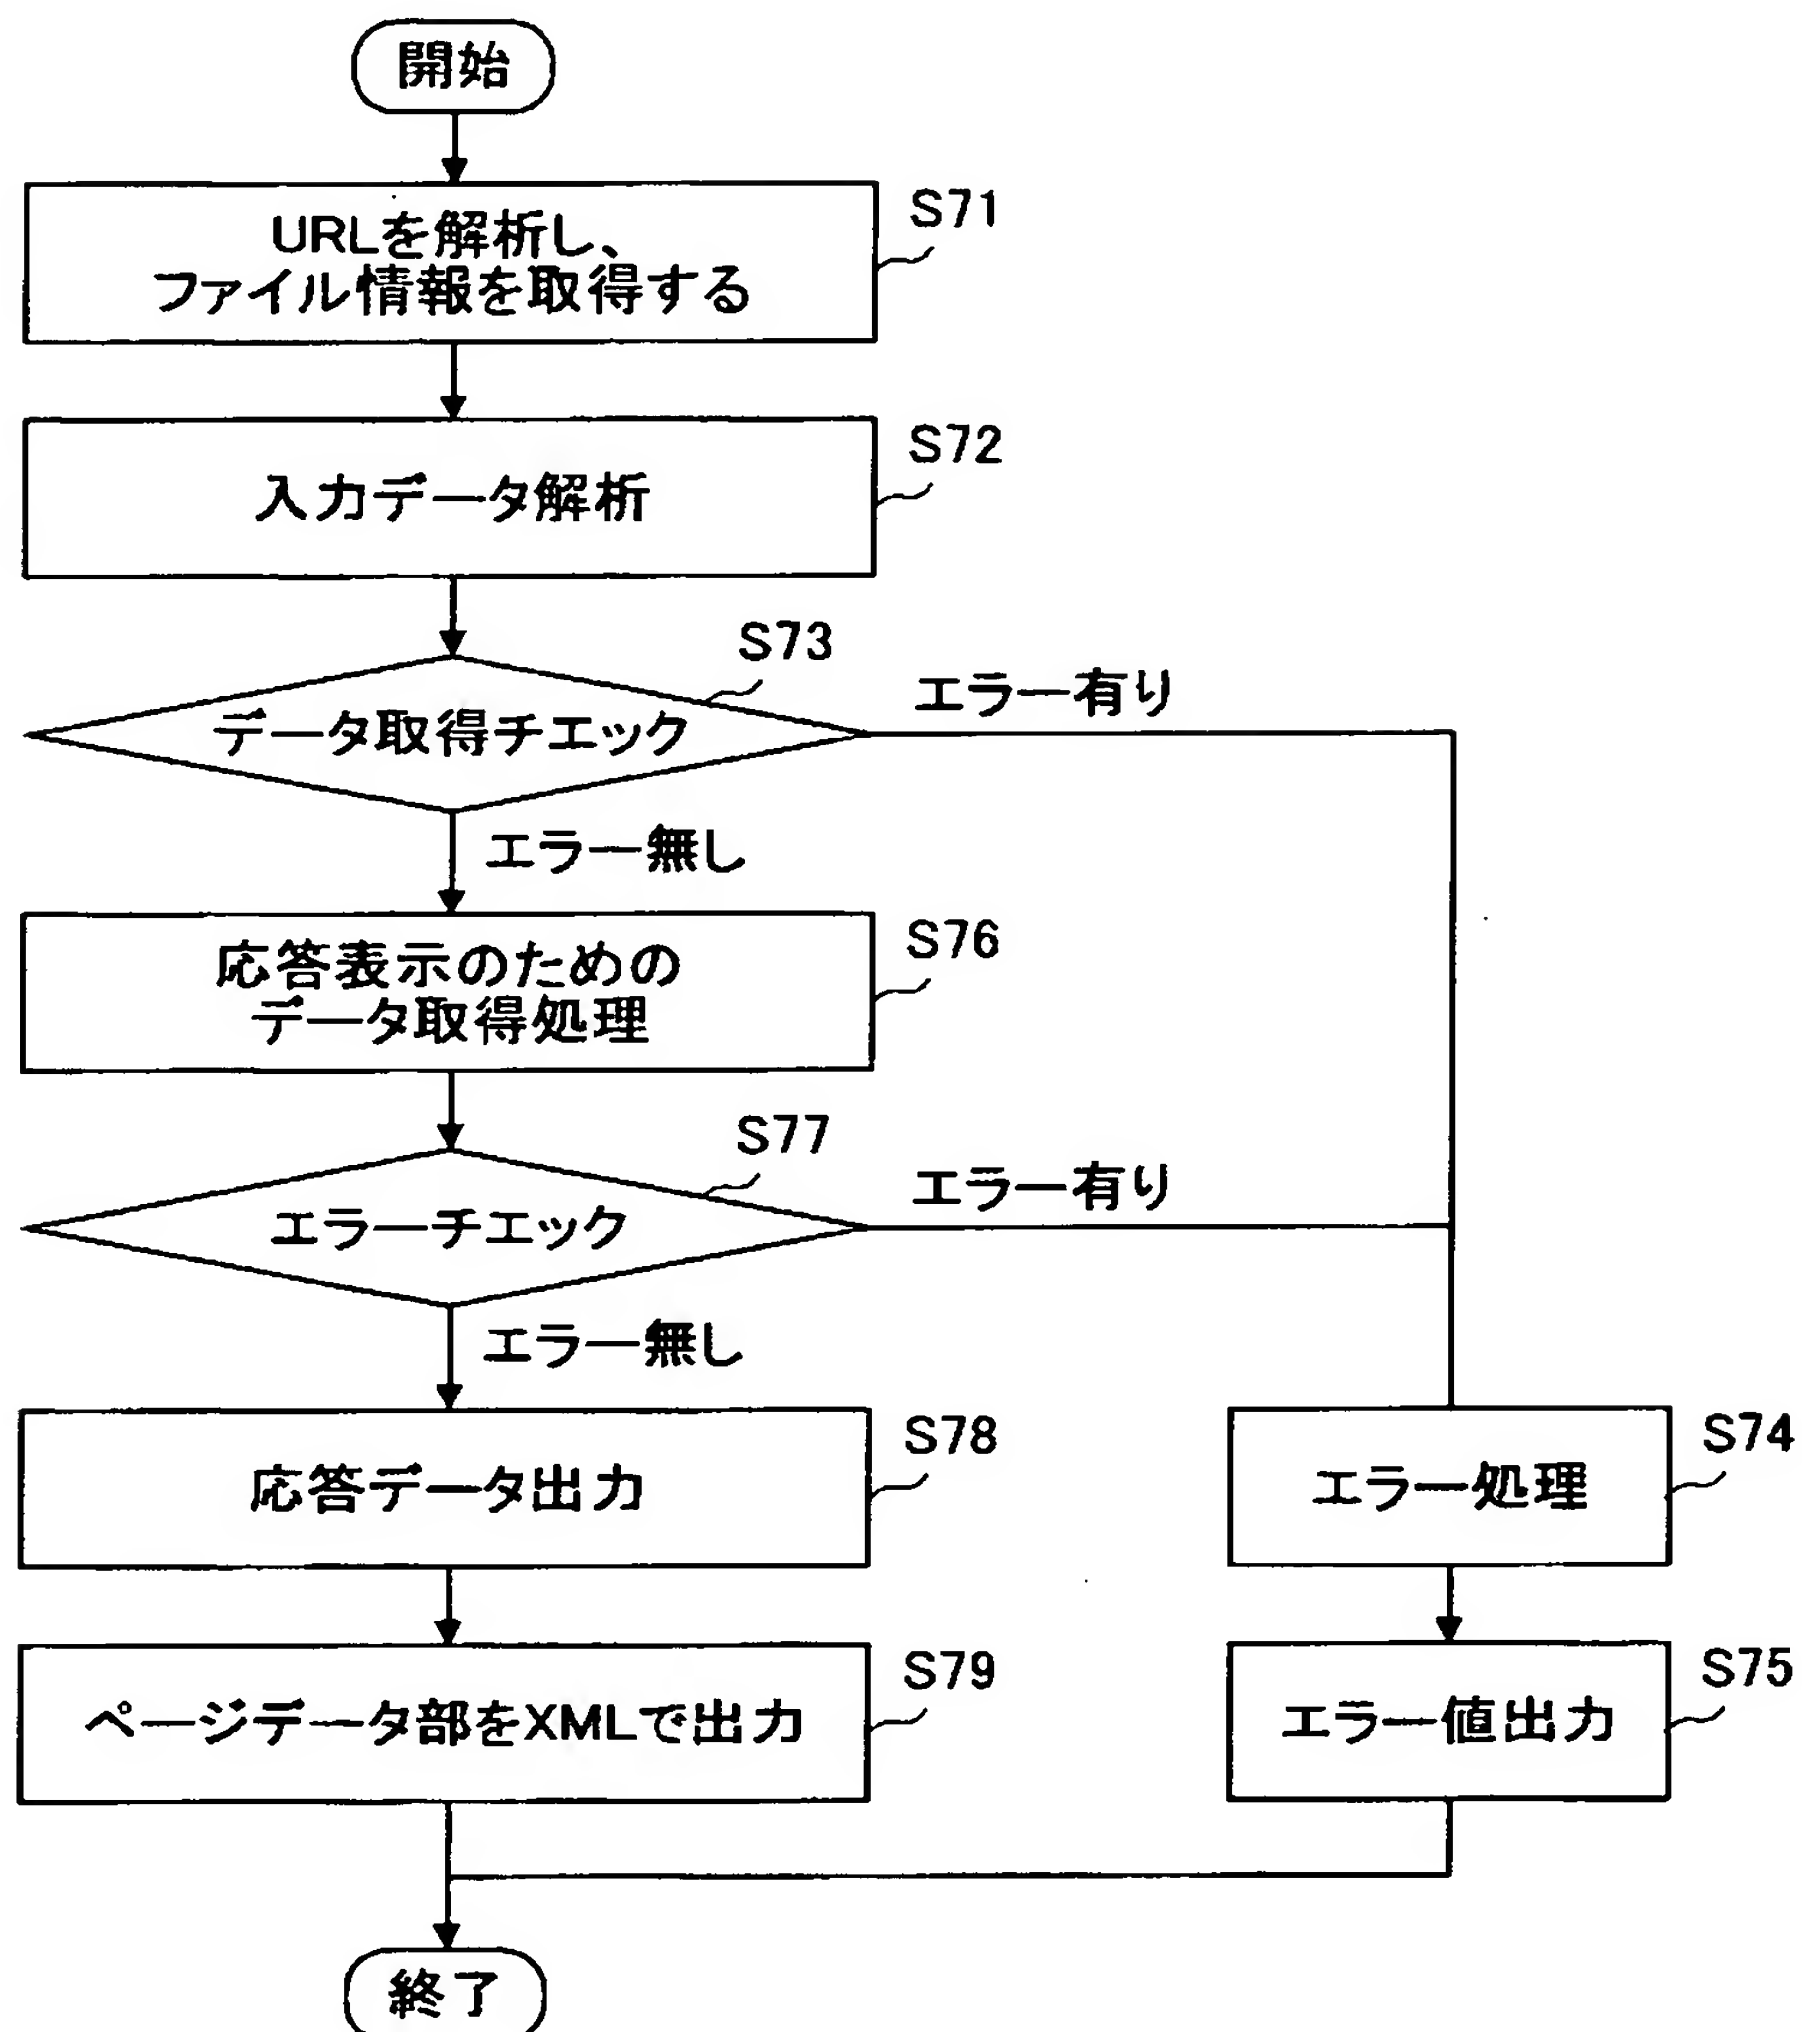 開始
URLを解析し、
ファイル情報を取得する
S71
入力データ解析
S72
S73
データ取得チエック
エラー有り
エラー無し
応答表示のための
データ取得処理
S76
S77
エラーチエック
エラー有り
エラー無し
応答データ出力
S78
エラー処理
S74
ページデータ部をXMLで出力
S79
エラー値出力
S75
終了